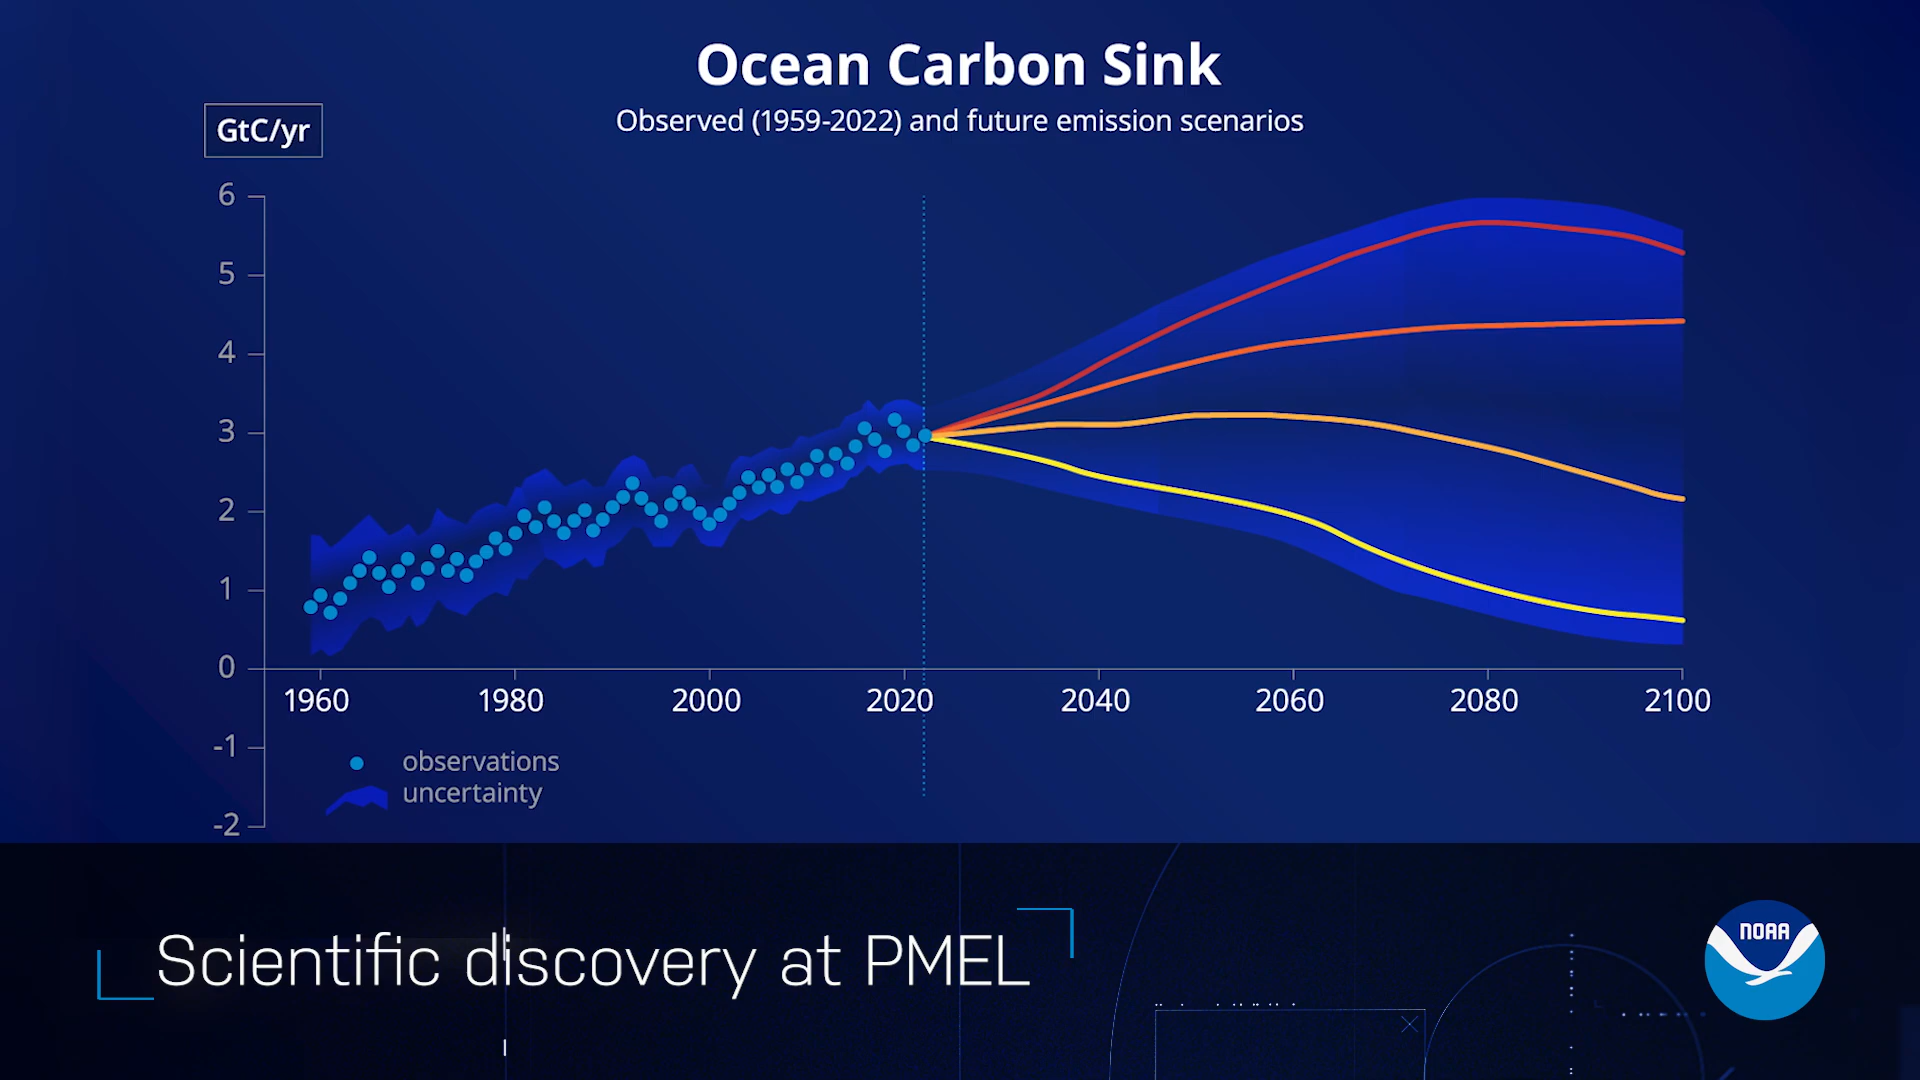 Ocean Carbon Sink
Observed (1959-2022) and future emission scenarios
GtC/yr
6
5
4
3
2
1
0
1960 1980 2000 2020 2040 2060 2080 2100
-1
observations
uncertainty
-2
Scientific discovery at PMEL
NOAA